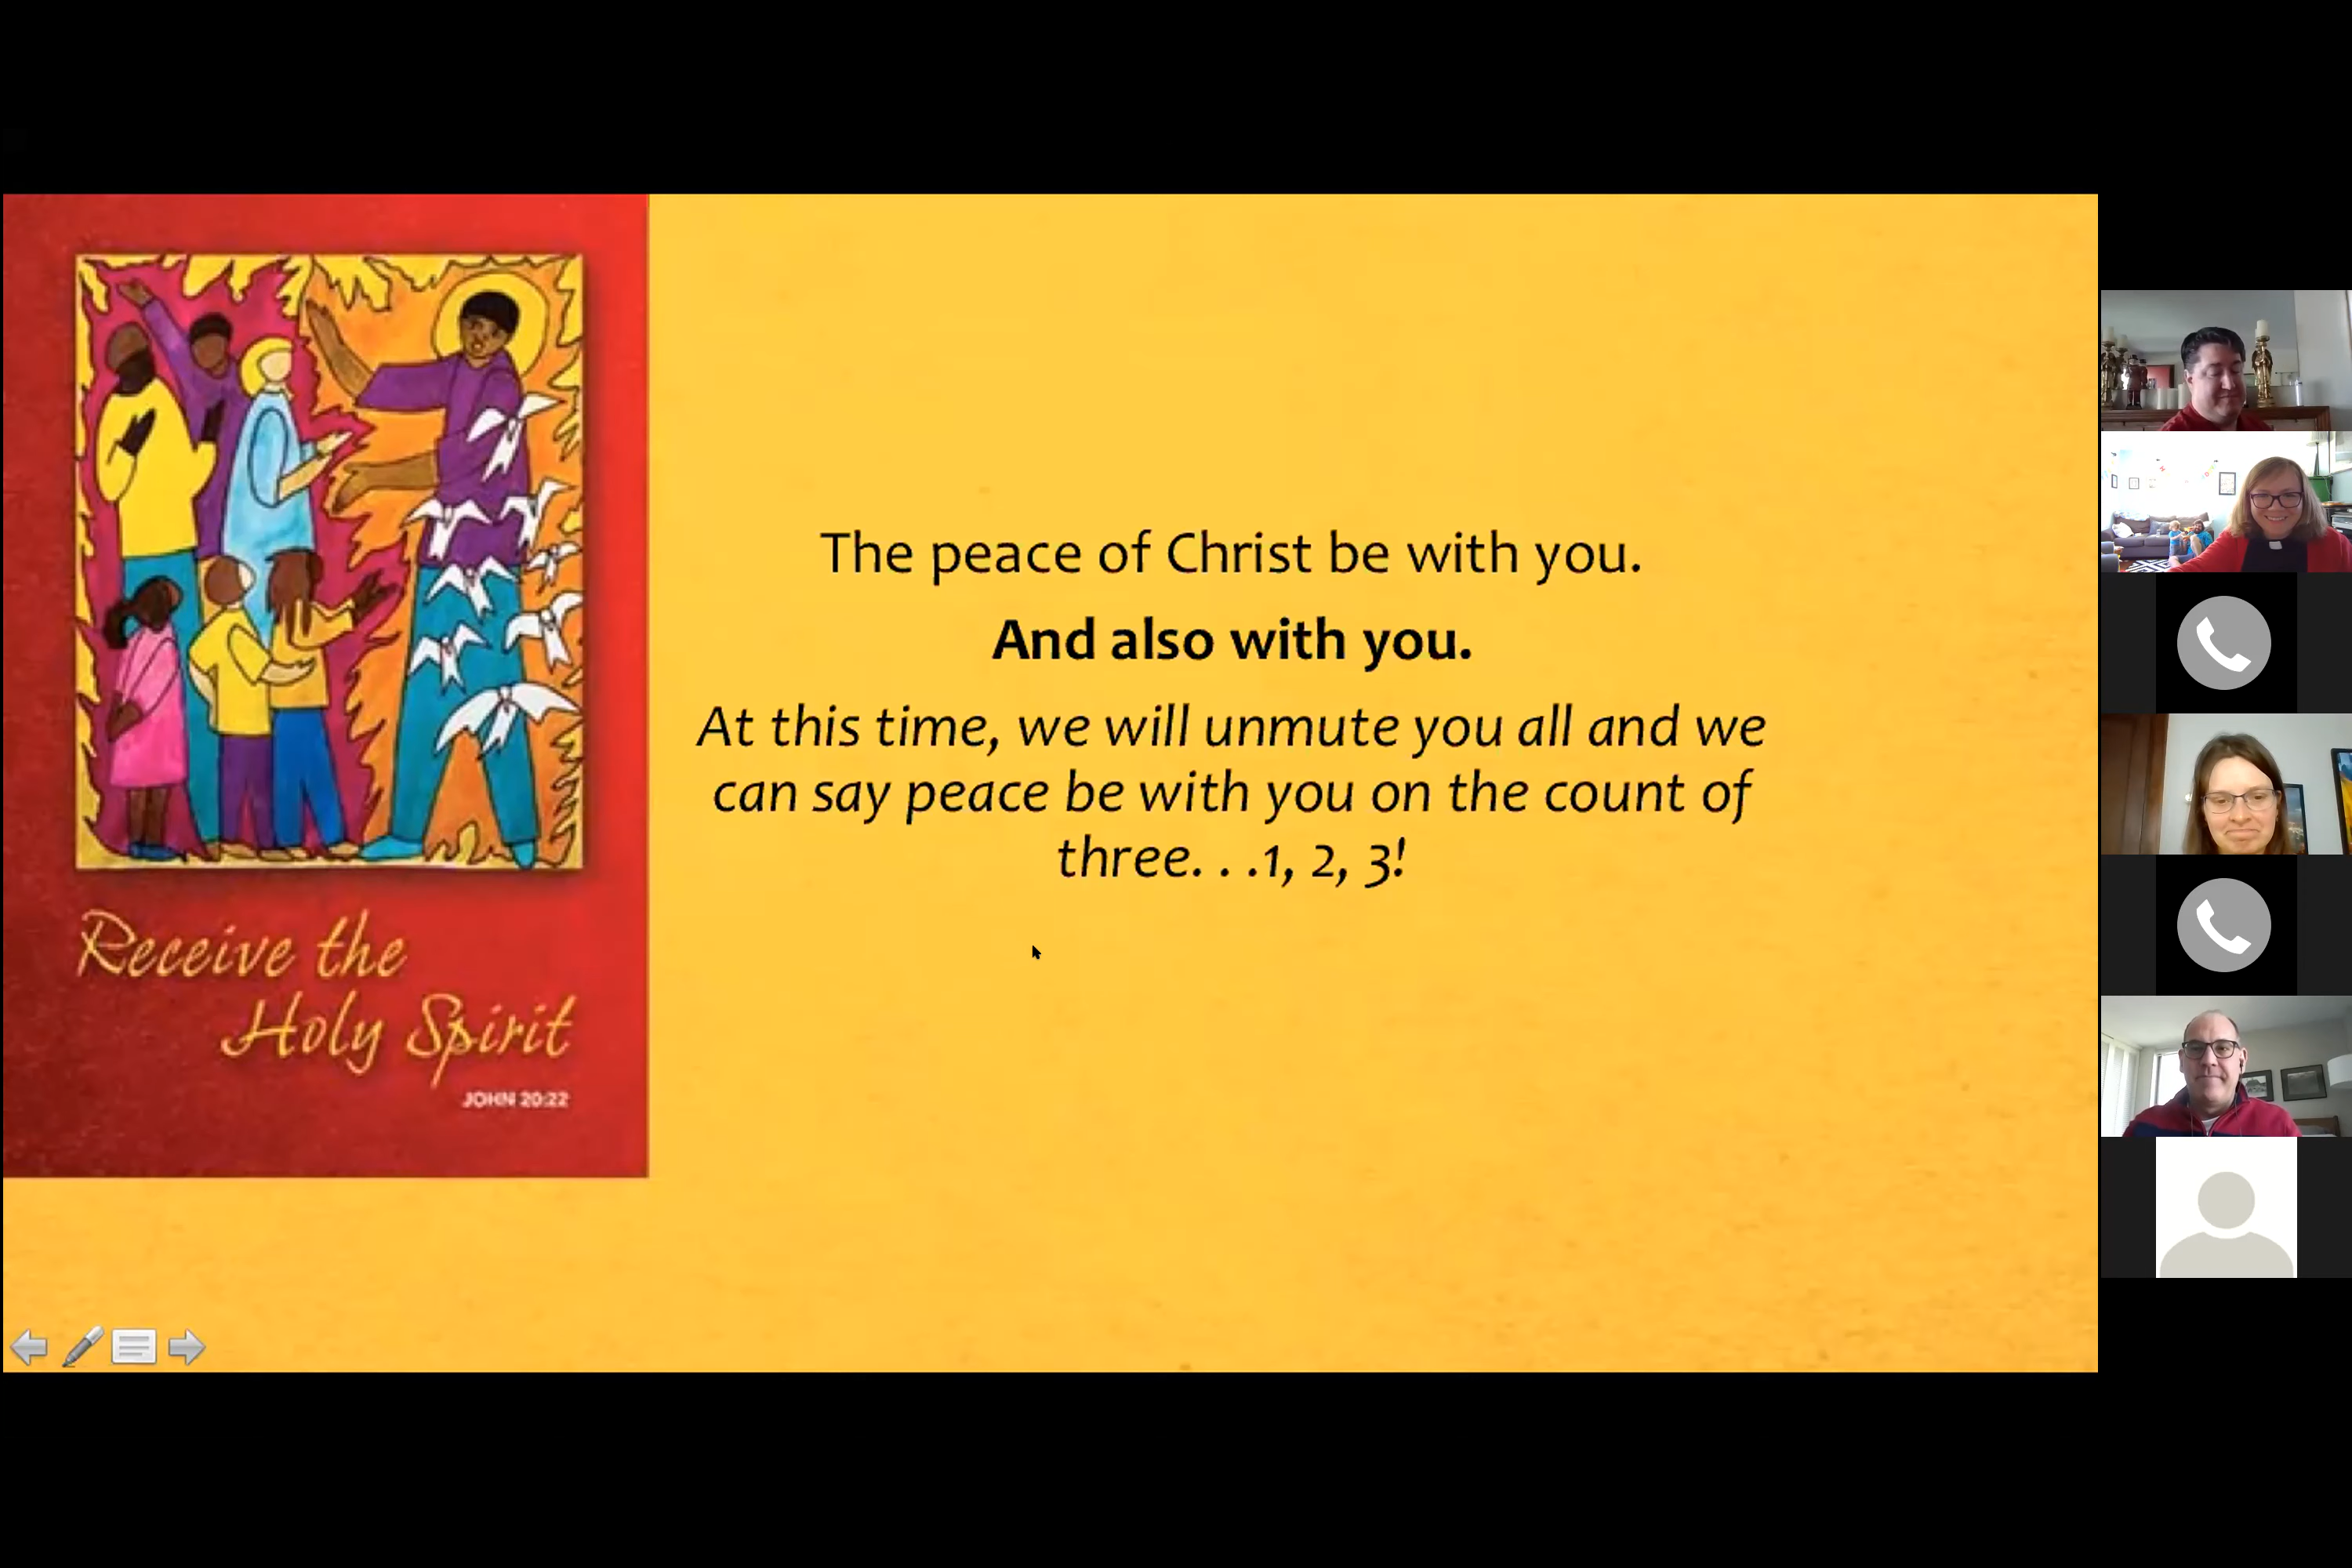 Receive the
Holy Spirit
JOHN 20:22
The peace of Christ be with you.
And also with you.
At this time, we will unmute you all and we
can say peace be with you on the count of
three. . .1, 2, 3!